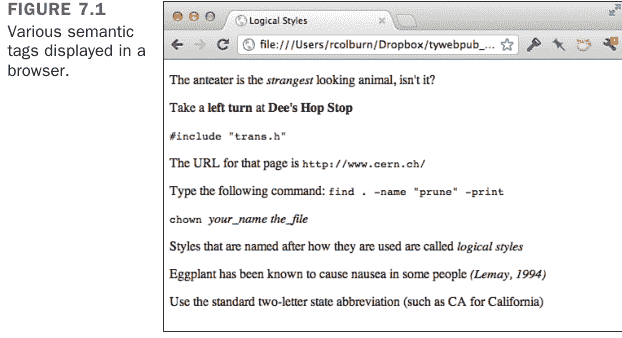 FIGURE 7.1
Various semantic
tags displayed in a
browser.
Logical Styles
file:///Users/rcolburn/Dropbox/tywebpub_...
The anteater is the strangest looking animal, isn't it?
Take a left turn at Dee's Hop Stop
#include "trans.h"
The URL for that page is http://www.cern.ch/
Type the following command: find . -name "prune" -print
chown your_name the_file
Styles that are named after how they are used are called logical styles
Eggplant has been known to cause nausea in some people (Lemay, 1994)
Use the standard two-letter state abbreviation (such as CA for California)